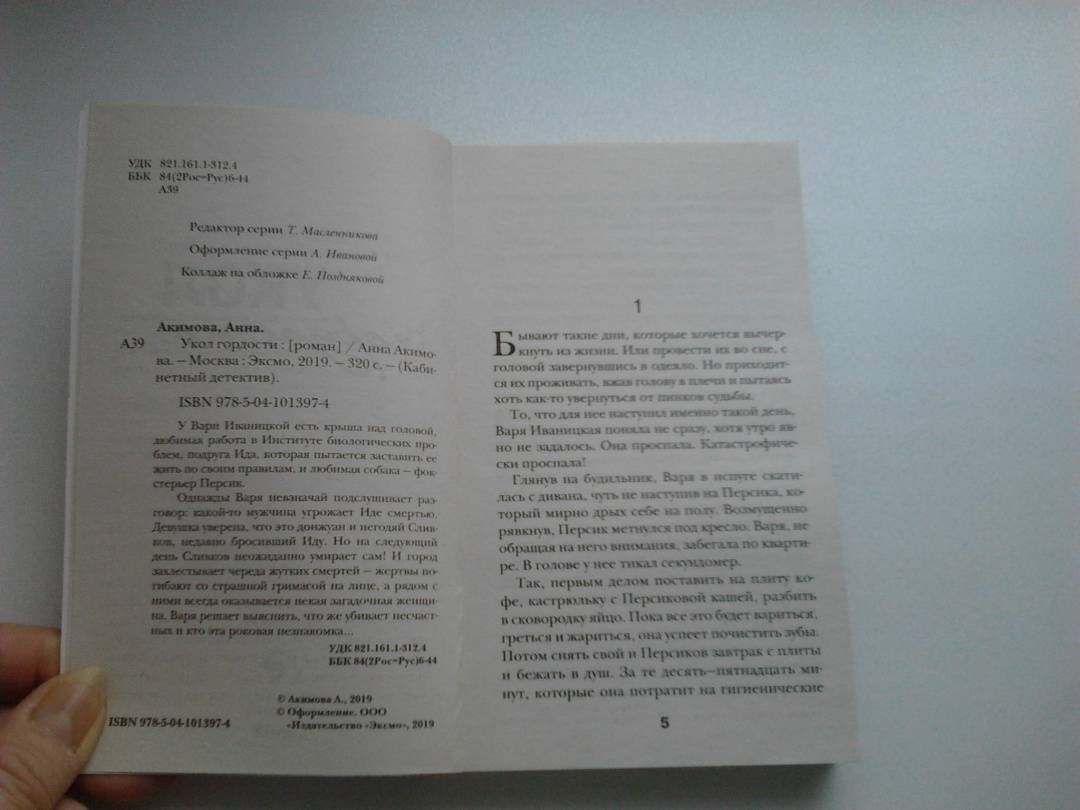 УДК 821.161.1-312.4
ББК 84(2Рос=Рус)6-44
А39
Редактор серии Т. Масленникова
Оформление серии А. Ивановой
Коллаж на обложке Е. Поздняковой
Акимова, Анна.
А39 Укол гордости : [роман] / Анна Акимо-
ва. – Москва : Эксмо, 2019. – 320 с. – (Каби-
нетный детектив).
ISBN 978-5-04-101397-4
У Вари Иваницкой есть крыша над головой,
любимая работа в Институте биологических про-
блем, подруга Ида, которая пытается заставить ее
жить по своим правилам, и любимая собака – фок-
стерьер Персик.
Однажды Варя невзначай подслушивает раз-
говор: какой-то мужчина угрожает Иде смертью.
Девушка уверена, что это донжуан и негодяй Слив-
ков, недавно бросивший Иду. Но на следующий
день Сливков неожиданно умирает сам! И город
захлестывает череда жутких смертей – жертвы по-
гибают со страшной гримасой на лице, а рядом с
ними всегда оказывается некая загадочная женщи-
на. Варя решает выяснить, что же убивает несчаст-
ных и кто эта роковая незнакомка...
УДК 821.161.1-312.4
ББК 84(2Рос=Рус)6-44
© Акимова А., 2019
© Оформление. ООО
«Издательство «Эксмо», 2019
ISBN 978-5-04-101397-4
1
Бывают такие дни, которые хочется вычер-
кнуть из жизни. Или провести их во сне, с
головой завернувшись в одеяло. Но приходит-
ся их проживать, вжав голову в плечи и пытаясь
хоть как-то увернуться от пинков судьбы.
То, что для нее наступил именно такой день,
Варя Иваницкая поняла не сразу, хотя утро яв-
но не задалось. Она проспала. Катастрофиче-
ски проспала!
Глянув на будильник, Варя в испуге скати-
лась с дивана, чуть не наступив на Персика, ко-
торый мирно дрых себе на полу. Возмущенно
рявкнув, Персик метнулся под кресло. Варя, не
обращая на него внимания, забегала по кварти-
ре. В голове у нее тикал секундомер.
Так, первым делом поставить на плиту ко-
фе, кастрюльку с Персиковой кашей, разбить
в сковородку яйцо. Пока все это будет вариться,
греться и жариться, она успеет почистить зубы.
Потом снять свой и Персиков завтрак с плиты
и бежать в душ. За те десять–пятнадцать ми-
нут, которые она потратит на гигиенические
5